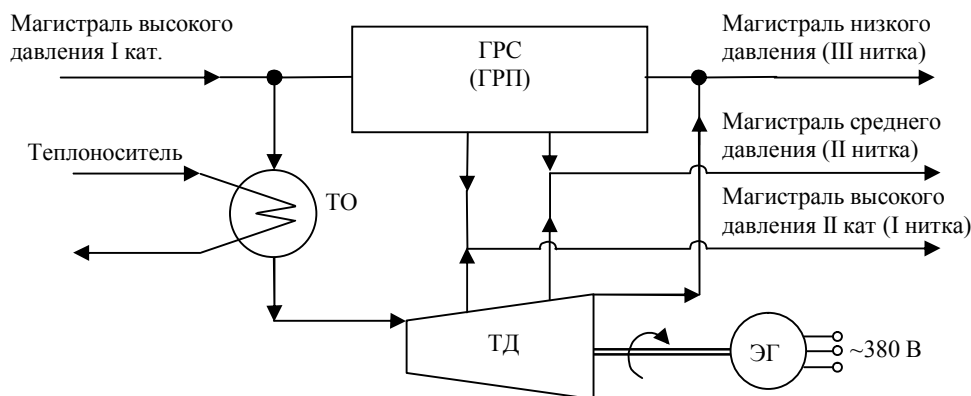 Магистраль высокого
давления I кат.
ГРС
(ГРП)
Магистраль низкого
давления (III нитка)
Теплоноситель
ТО
Магистраль среднего
давления (II нитка)
Магистраль высокого
давления II кат (I нитка)
ТД
ЭГ
~380 В